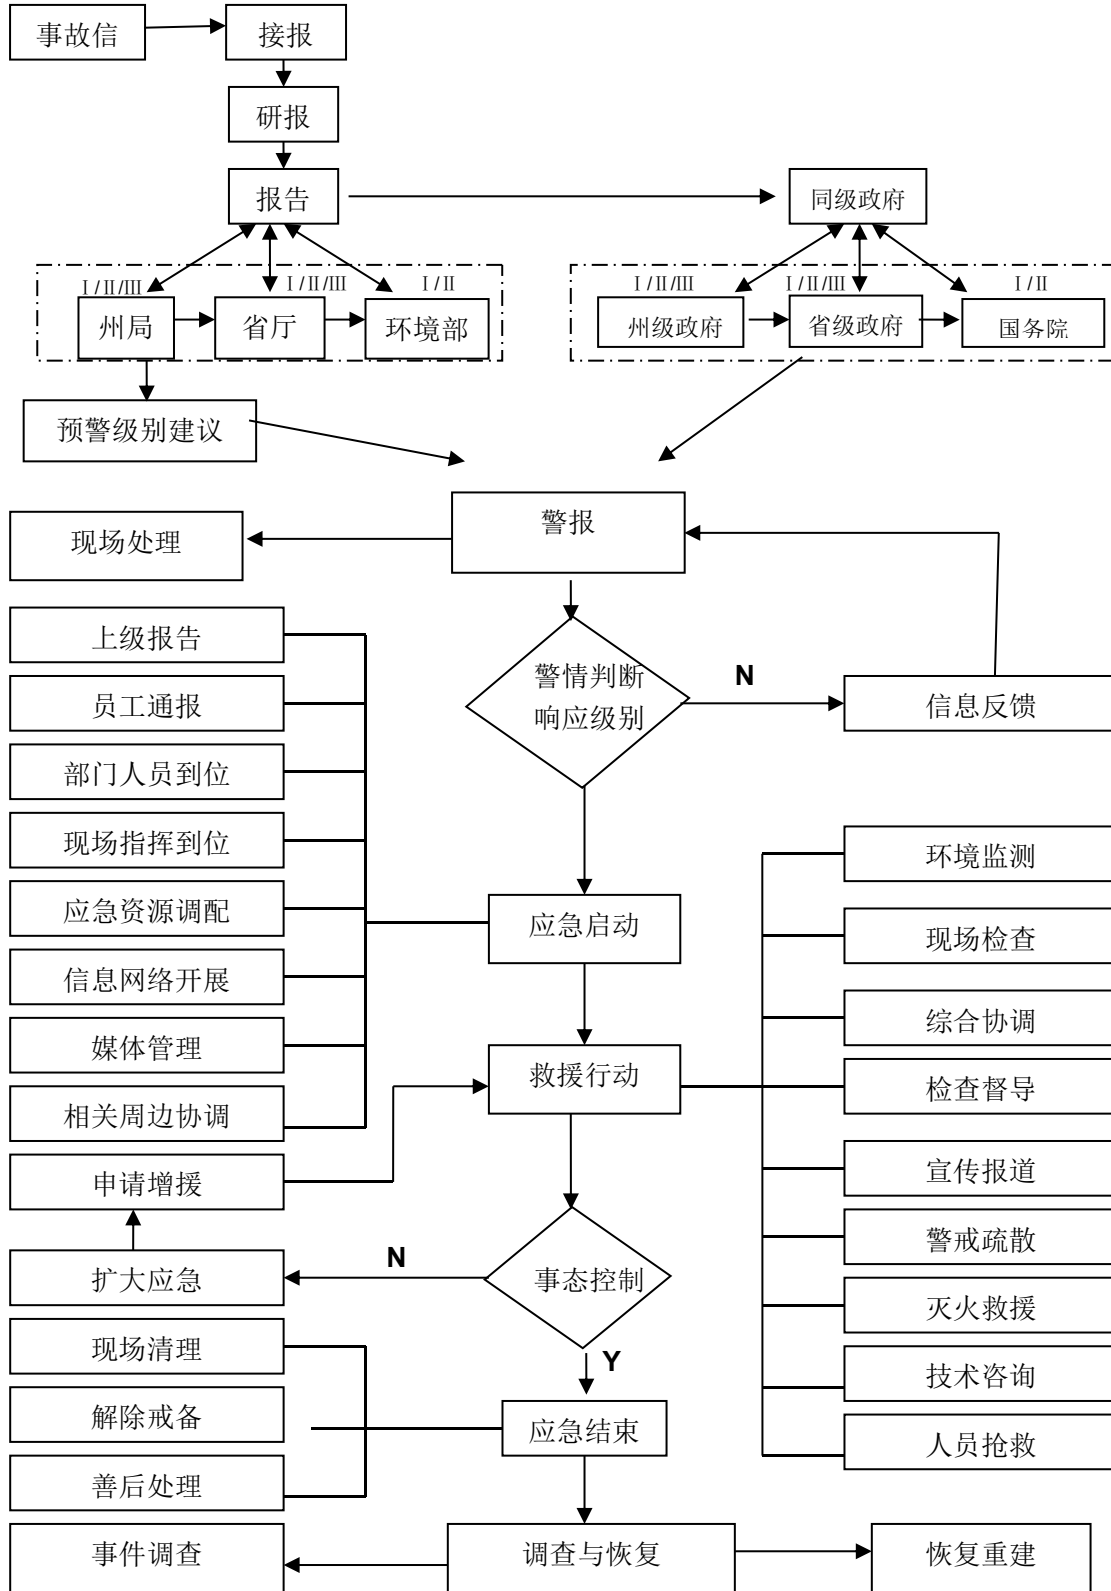 事故信
接报
研报
报告
同级政府
Ⅰ/Ⅱ/Ⅲ
Ⅰ/Ⅱ/Ⅲ
Ⅰ/Ⅱ
Ⅰ/Ⅱ/Ⅲ
Ⅰ/Ⅱ/Ⅲ
Ⅰ/Ⅱ
州局
省厅
环境部
州级政府
省级政府
国务院
预警级别建议
警报
现场处理
上级报告
警情判断
响应级别
N
员工通报
信息反馈
部门人员到位
现场指挥到位
环境监测
应急资源调配
应急启动
现场检查
信息网络开展
综合协调
媒体管理
救援行动
检查督导
相关周边协调
申请增援
宣传报道
警戒疏散
N
扩大应急
事态控制
灭火救援
现场清理
Y
技术咨询
解除戒备
应急结束
人员抢救
善后处理
事件调查
调查与恢复
恢复重建